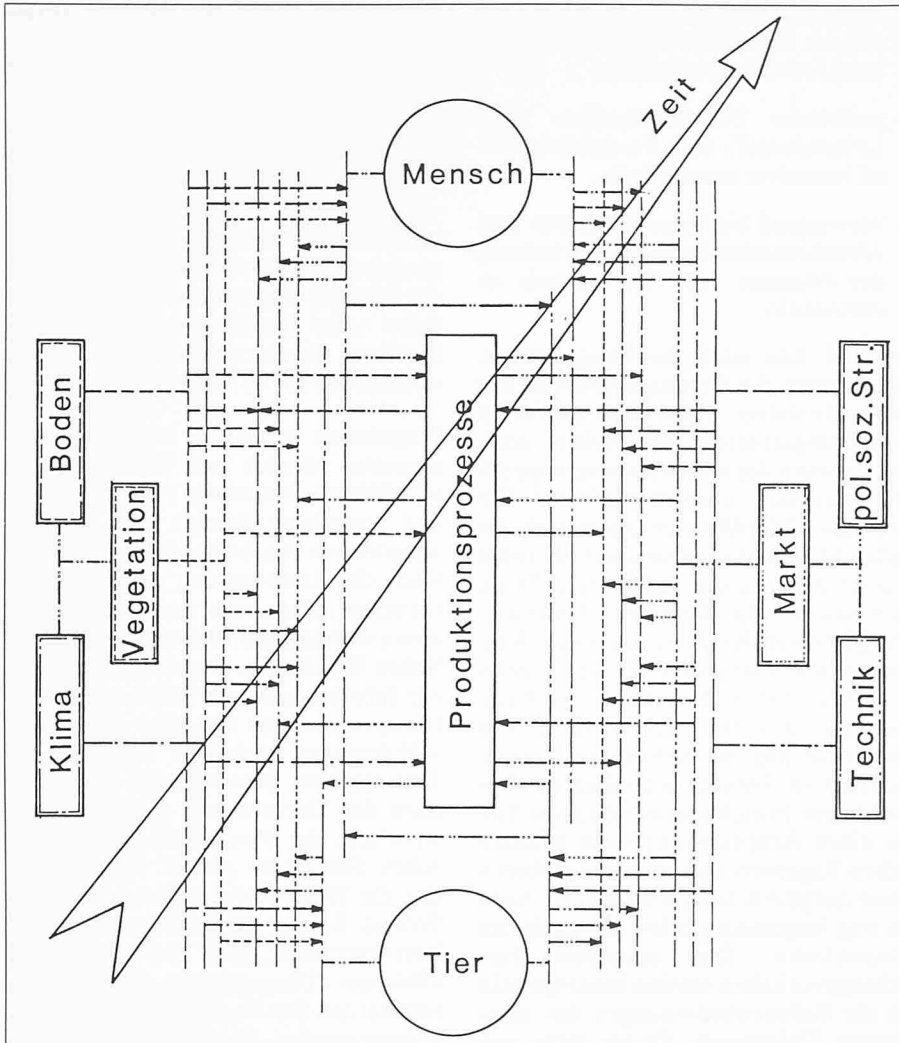 Zeit
Mensch
Boden
Vegetation
Klima
Produktionsprozesse
pol.soz.Str.
Markt
Technik
Tier